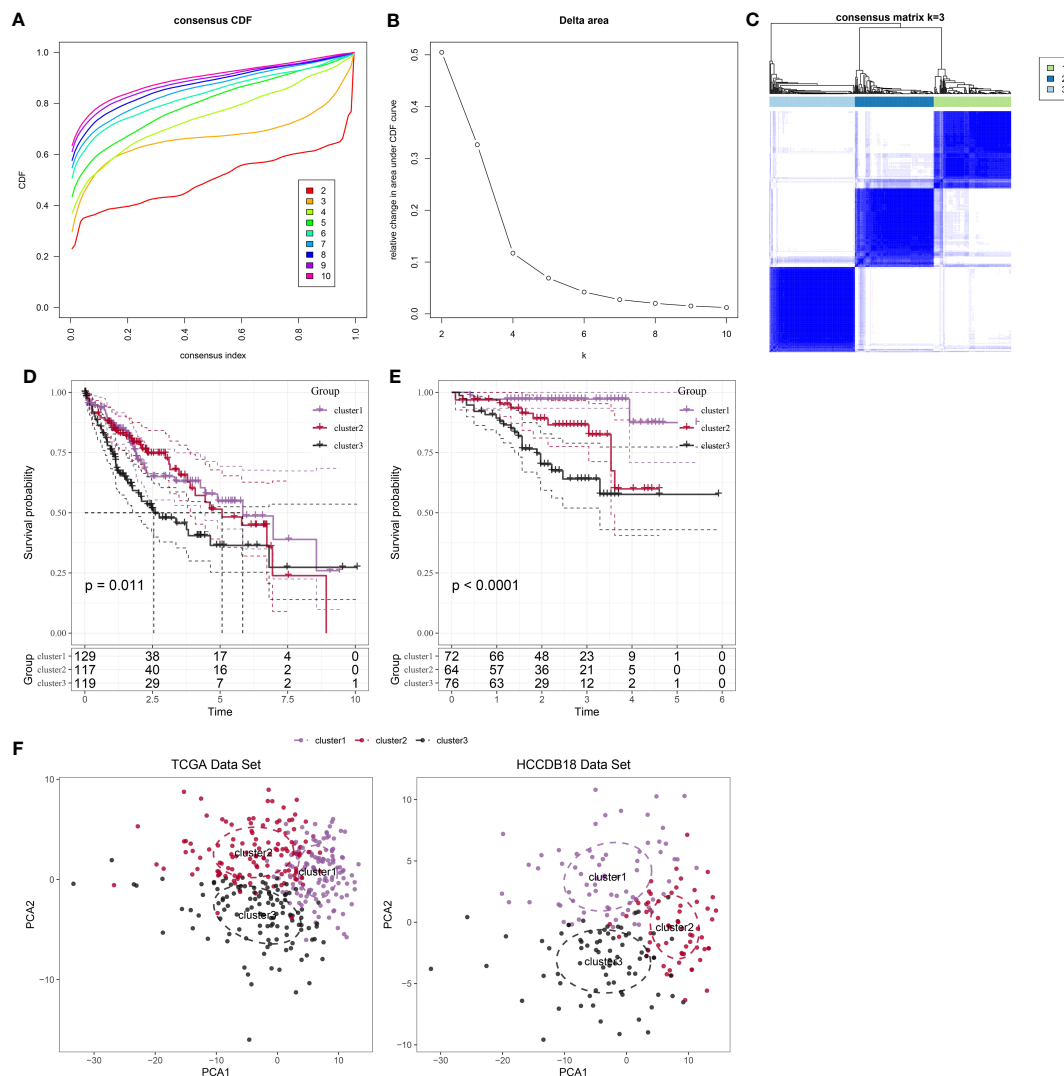 A
consensus CDF
CDF
1.0
0.8
0.6
0.4
0.2
0.0
0.0
0.2
0.4
0.6
0.8
1.0
consensus index
2
3
4
5
6
7
8
9
10
B
Delta area
relative change in area under CDF curve
0.5
0.4
0.3
0.2
0.1
0.0
2
4
6
8
10
k
C
consensus matrix k=3
D
Group
cluster1
cluster2
cluster3
Survival probability
1.00
0.75
0.50
0.25
0.00
p = 0.011
Group
cluster1 129 38 17 4 0
cluster2 117 40 16 2 0
cluster3 119 29 7 2 1
0 2.5 5 7.5 10
Time
E
Group
cluster1
cluster2
cluster3
Survival probability
1.00
0.75
0.50
0.25
0.00
p < 0.0001
Group
cluster1 72 66 48 23 9 1 0
cluster2 64 57 36 21 5 0 0
cluster3 76 63 29 12 2 1 0
0 1 2 3 4 5 6
Time
F
cluster1 cluster2 cluster3
TCGA Data Set
PCA2
10
0
−10
cluster2
cluster1
cluster3
−30 −20 −10 0 10
PCA1
HCCDB18 Data Set
PCA2
10
5
0
−5
−10
cluster1
cluster2
cluster3
−30 −20 −10 0 10
PCA1